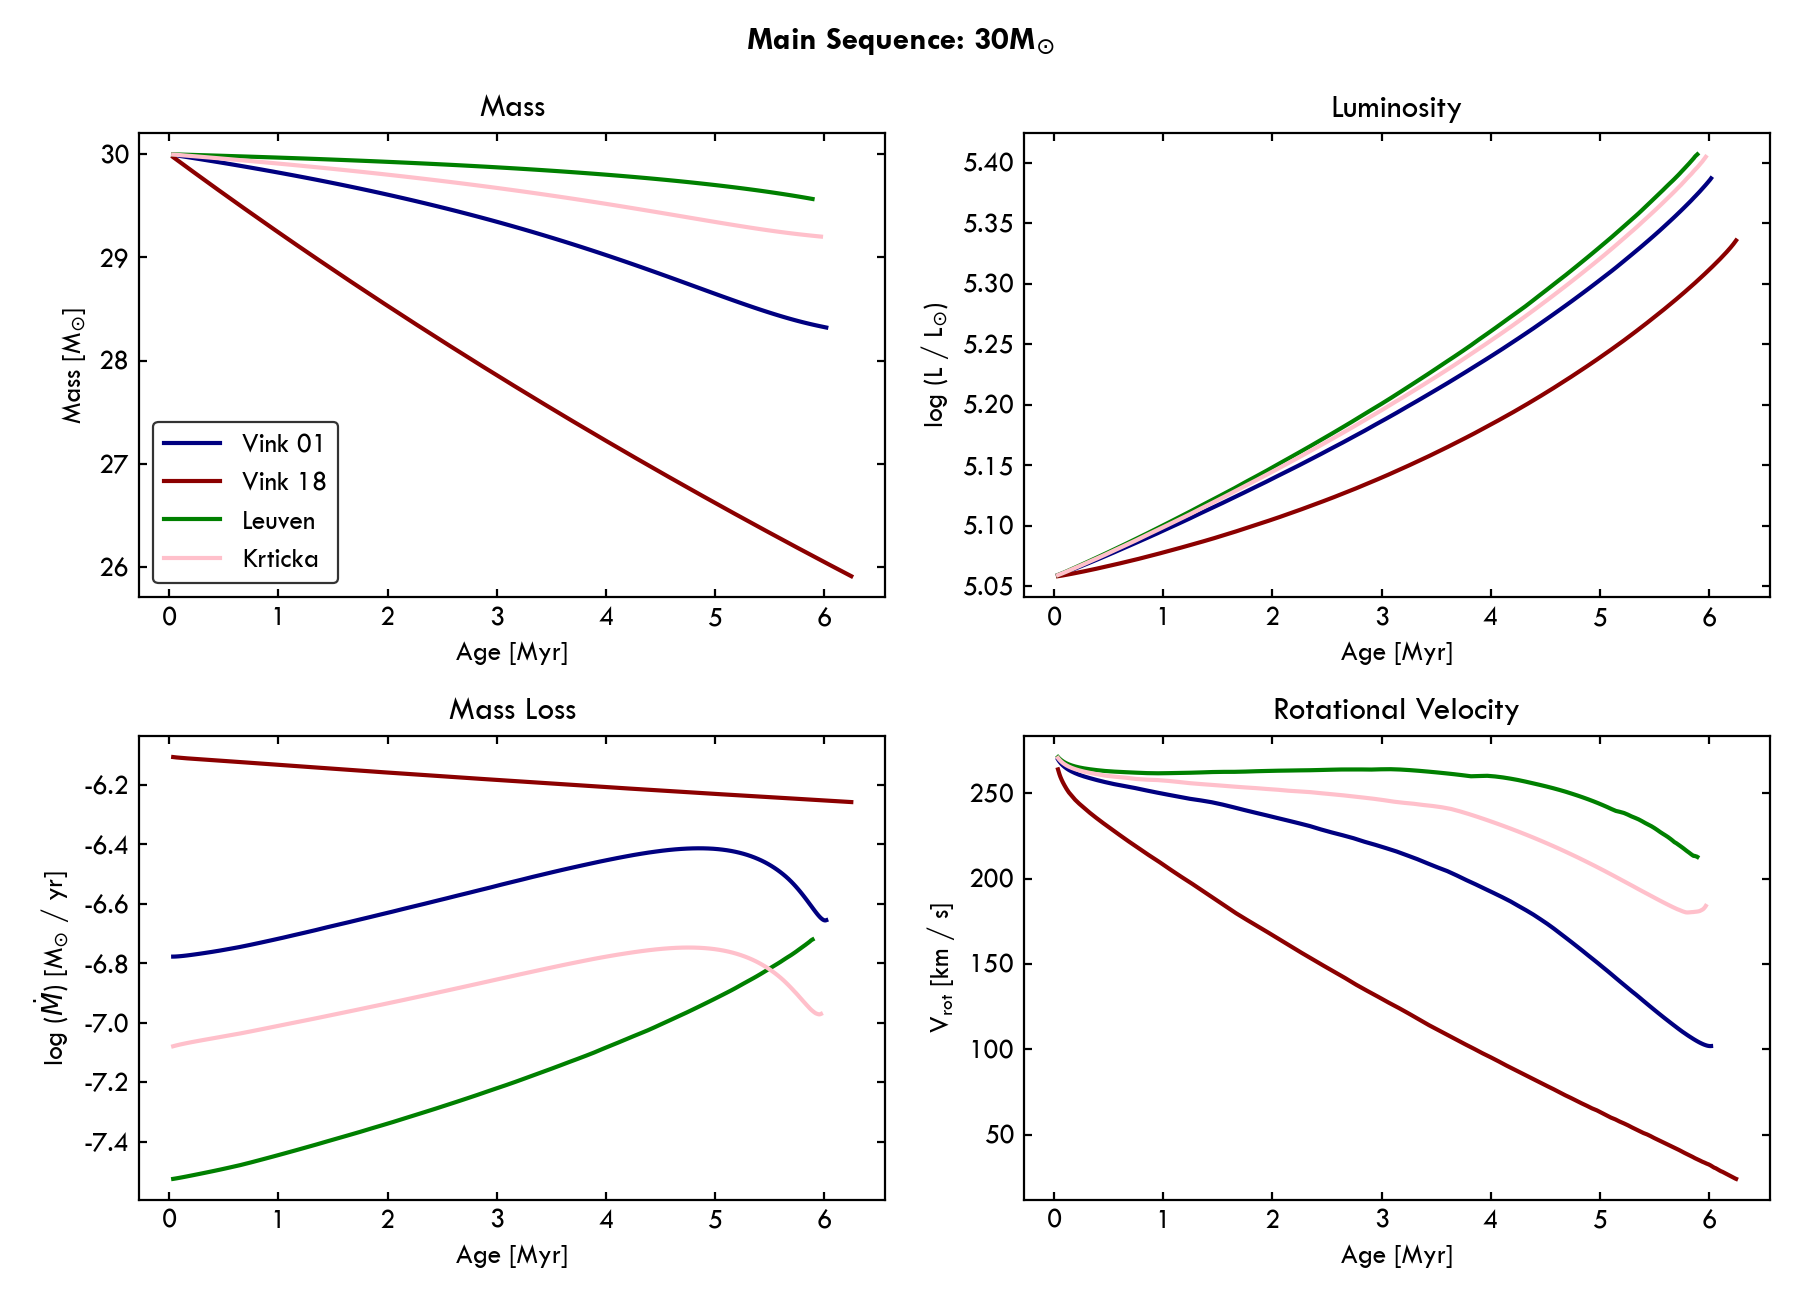 Main Sequence: 30M⊙
Mass
30
29
28
27
26
Mass [M⊙]
Vink 01
Vink 18
Leuven
Krticka
0 1 2 3 4 5 6
Age [Myr]
Luminosity
5.40
5.35
5.30
5.25
5.20
5.15
5.10
5.05
log (L / L⊙)
0 1 2 3 4 5 6
Age [Myr]
Mass Loss
-6.2
-6.4
-6.6
-6.8
-7.0
-7.2
-7.4
log (Ṁ) [M⊙ / yr]
0 1 2 3 4 5 6
Age [Myr]
Rotational Velocity
250
200
150
100
50
Vrot [km / s]
0 1 2 3 4 5 6
Age [Myr]